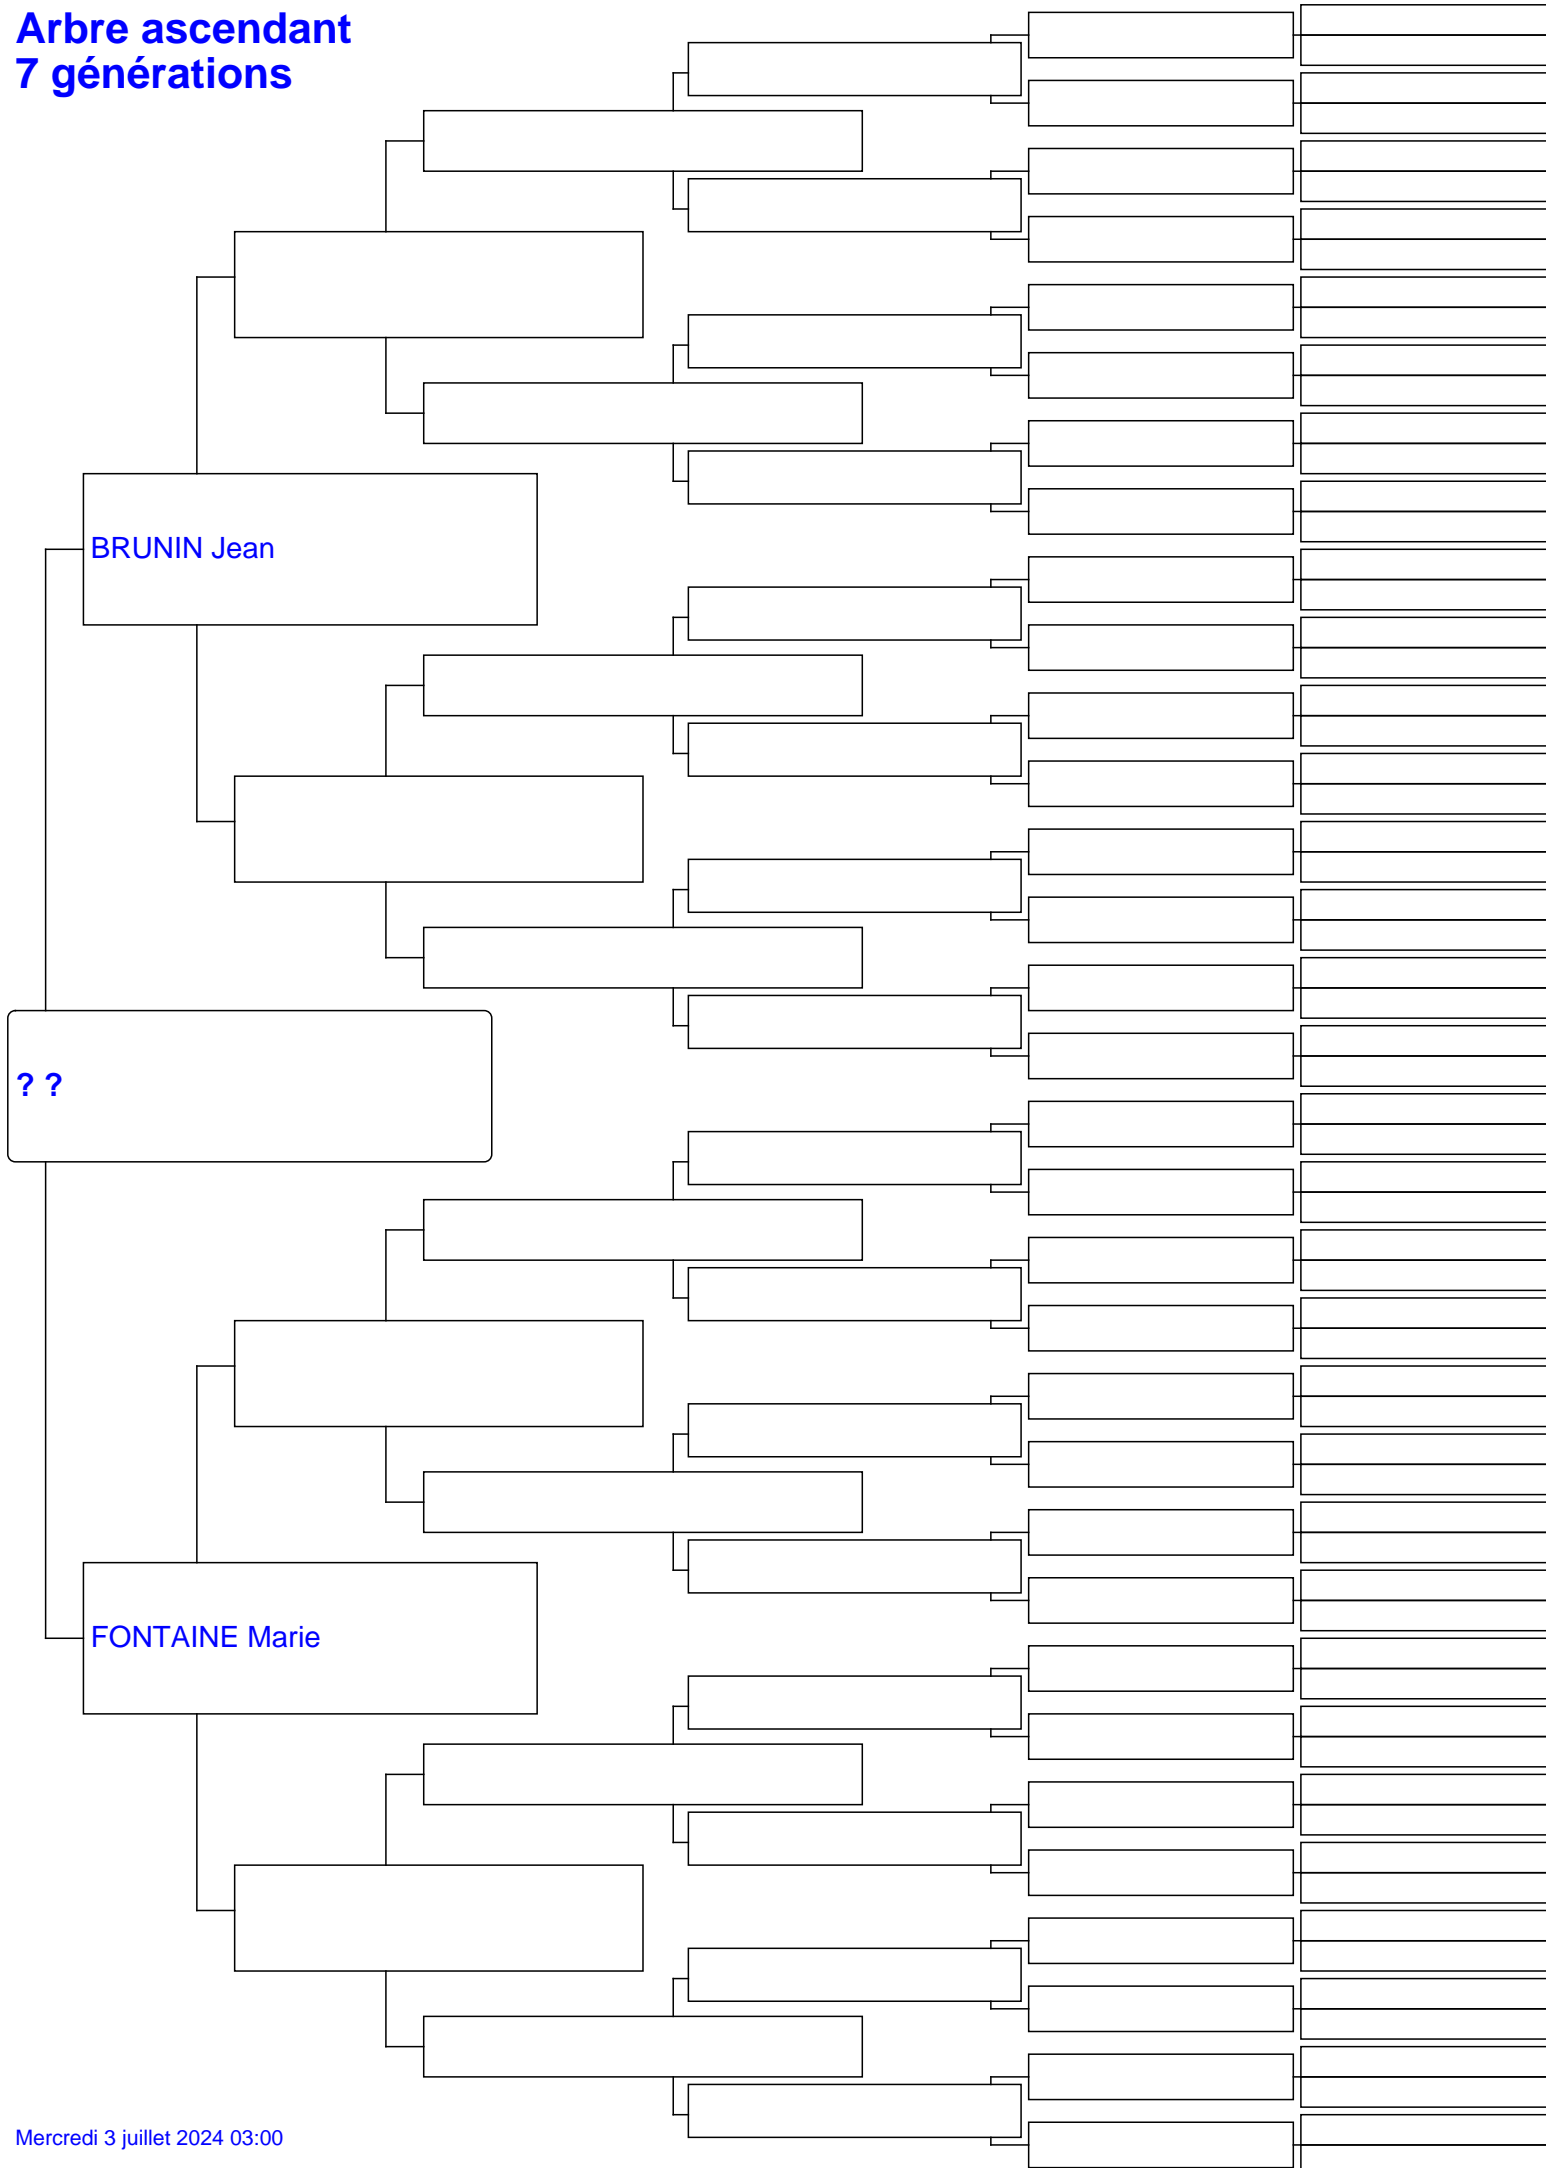 Arbre ascendant
7 générations
BRUNIN Jean
? ?
FONTAINE Marie
Mercredi 3 juillet 2024 03:00